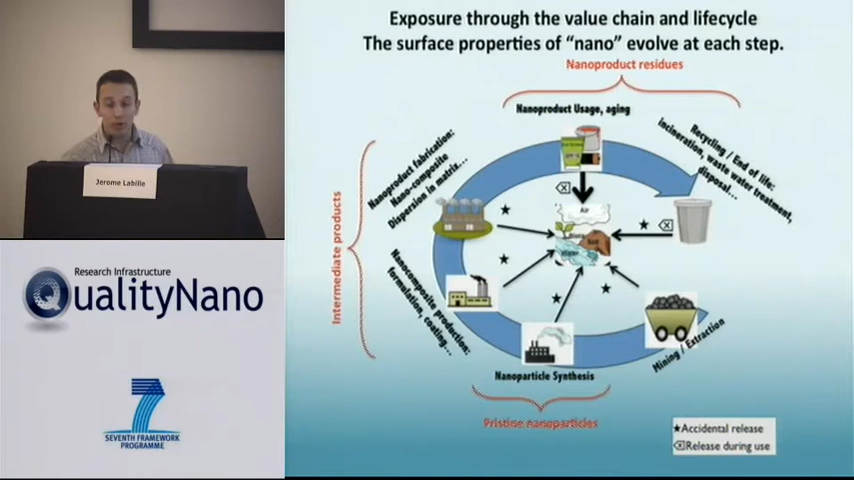 Exposure through the value chain and lifecycle
The surface properties of “nano” evolve at each step.
Nanoproduct residues
Nanoproduct Usage, aging
Recycling / End of life:
incineration, waste water treatment,
disposal...
Nanoproduct fabrication:
Nano-composite
Dispersion in matrix...
Intermediate products
Nanocomposite production:
formulation, coating...
Air
Soil
Water
Mining / Extraction
Nanoparticle Synthesis
Pristine nanoparticles
★Accidental release
⌫Release during use
Jerome Labille
Research Infrastructure
QualityNano
7
SEVENTH FRAMEWORK
PROGRAMME